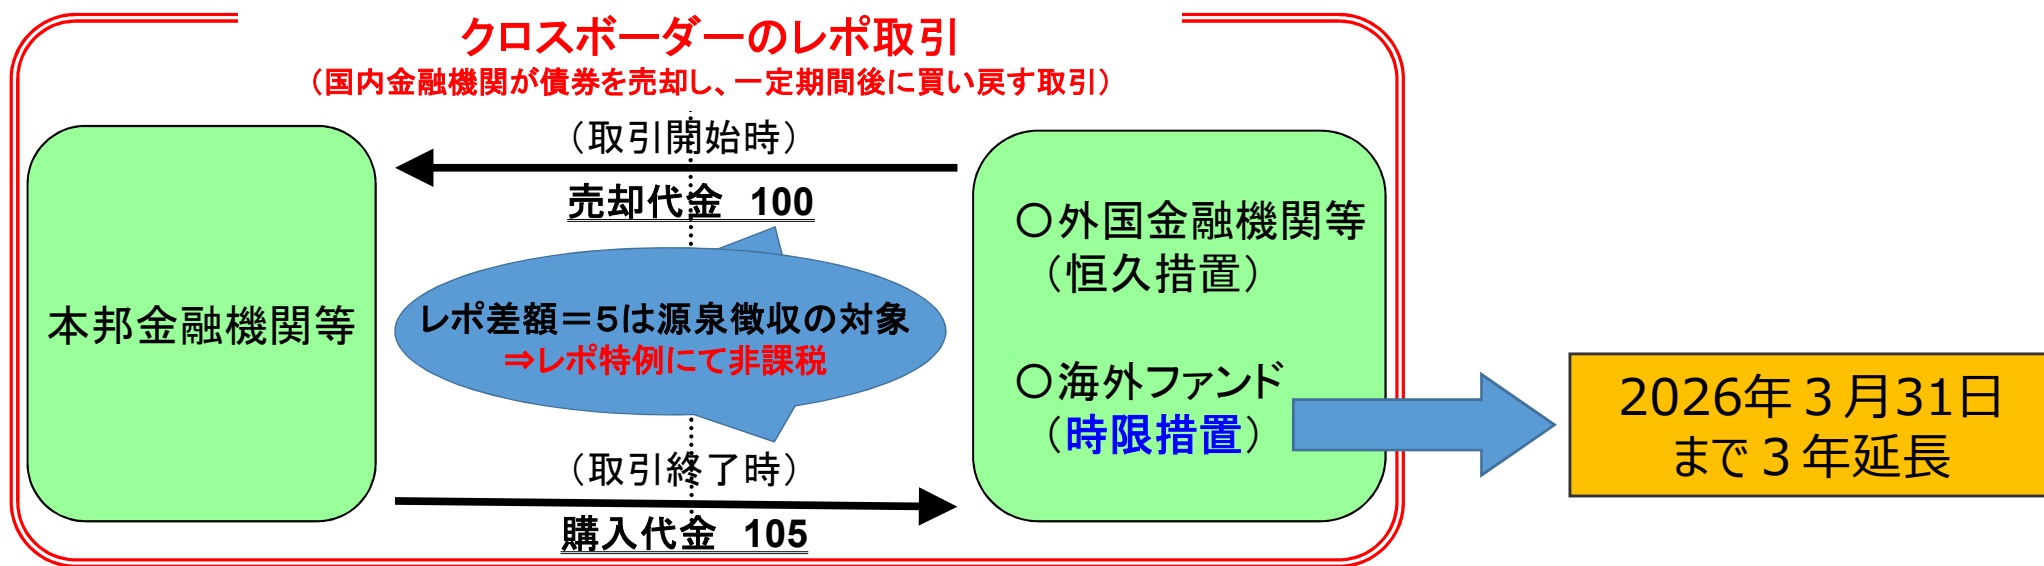 クロスボーダーのレポ取引
（国内金融機関が債券を売却し、一定期間後に買い戻す取引）
（取引開始時）
売却代金　100
本邦金融機関等
レポ差額＝５は源泉徴収の対象
⇒レポ特例にて非課税
（取引終了時）
購入代金　105
〇外国金融機関等
（恒久措置）
〇海外ファンド
（時限措置）
2026年３月31日
まで３年延長